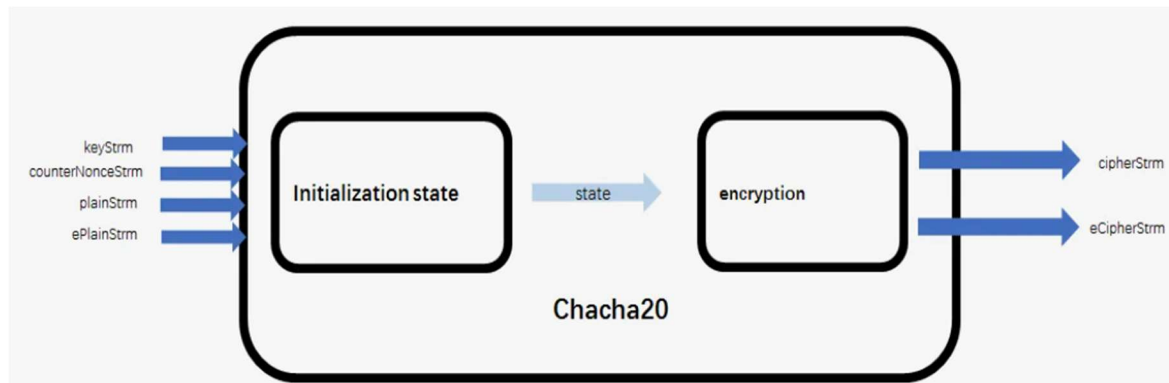 keyStrm
counterNonceStrm
plainStrm
ePlainStrm
Initialization state
state
encryption
cipherStrm
eCipherStrm
Chacha20